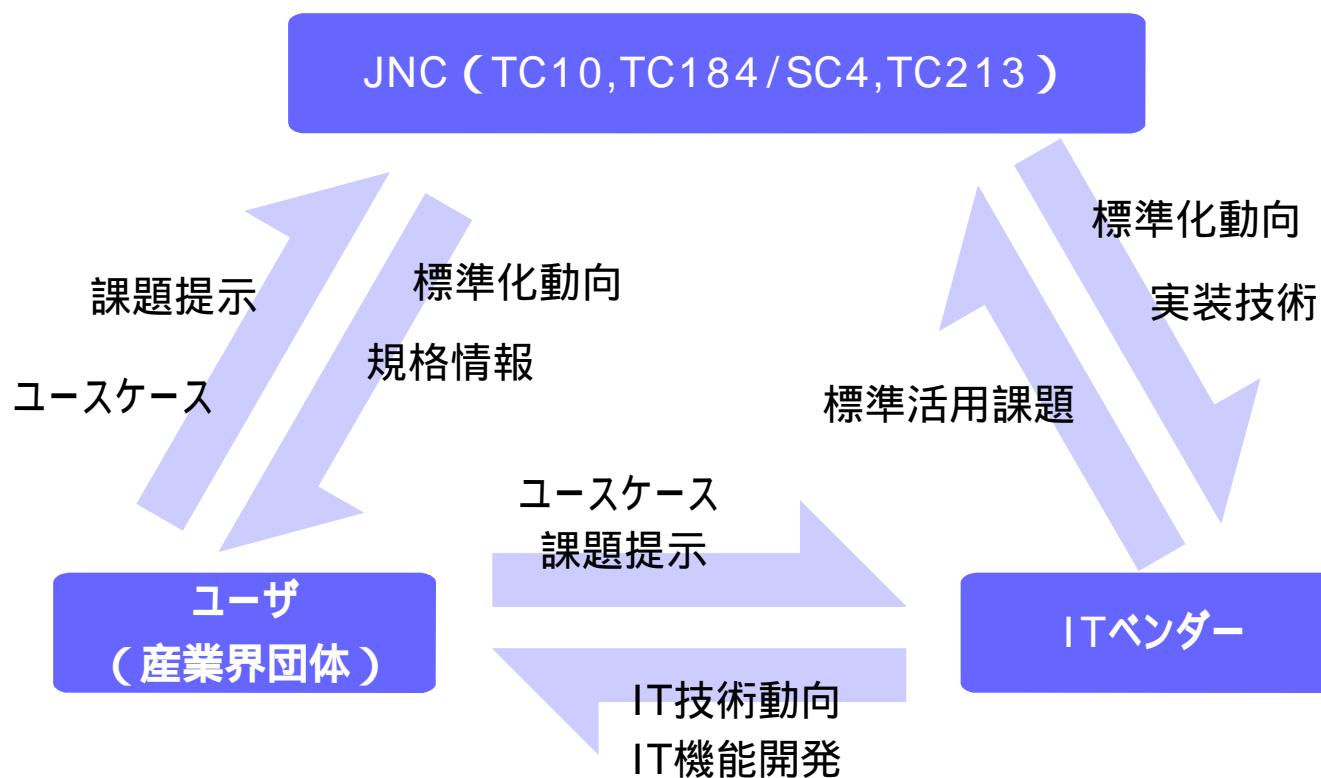 JNC（TC10,TC184/SC4,TC213）
課題提示
ユースケース
標準化動向
規格情報
標準化動向
実装技術
標準活用課題
ユースケース
課題提示
ユーザ
（産業界団体）
ITベンダー
IT技術動向
IT機能開発